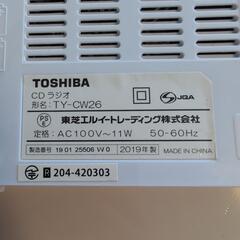 TOSHIBA
CDラジオ
形名：TY-CW26
JQA
PS
E
東芝エルイートレーディング株式会社
定格：AC100V～11W 50-60Hz
製造番号 19 01 25506 W 0 2019年製 MADE IN CHINA
R 204-420303